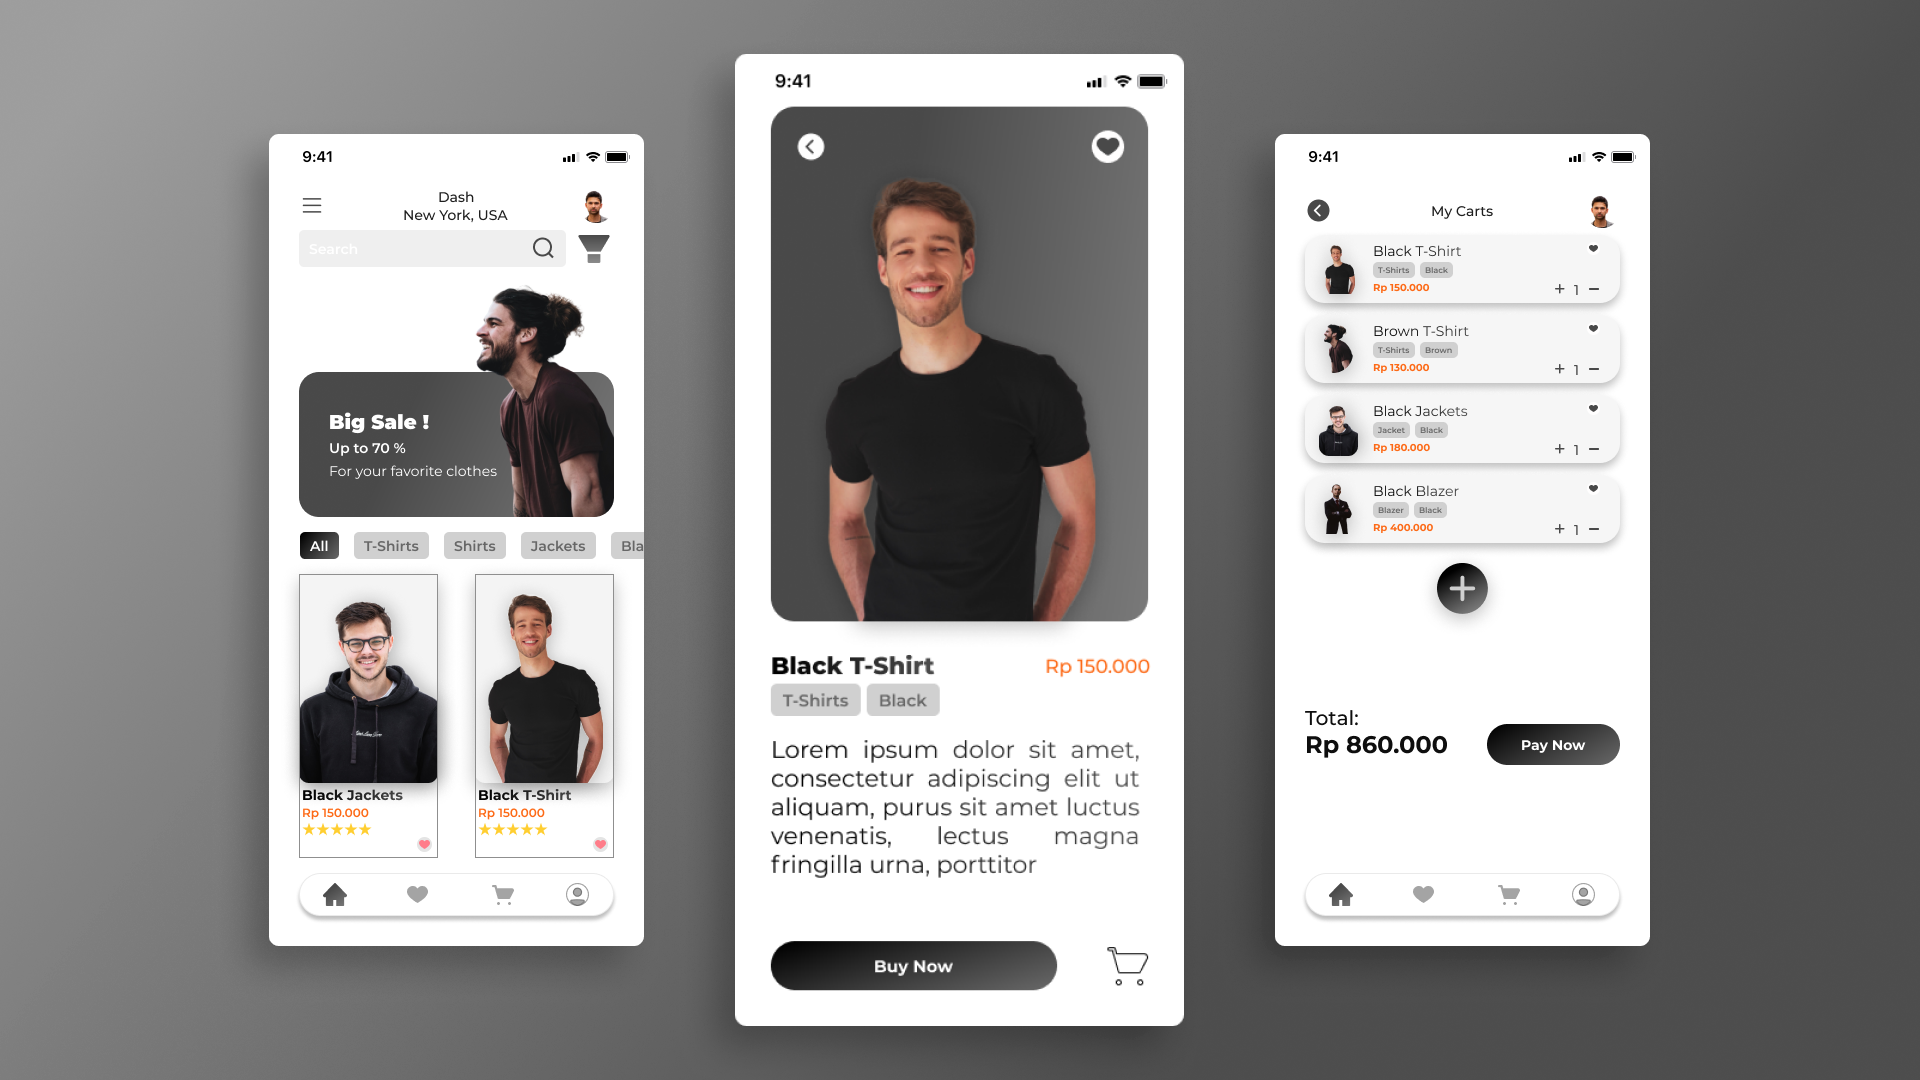 9:41
Dash
New York, USA
Search
Big Sale !
Up to 70 %
For your favorite clothes
All
T-Shirts
Shirts
Jackets
Bla
Black Jackets
Rp 150.000
Black T-Shirt
Rp 150.000
9:41
Black T-Shirt
Rp 150.000
T-Shirts
Black
Lorem ipsum dolor sit amet,
consectetur adipiscing elit ut
aliquam, purus sit amet luctus
venenatis, lectus magna
fringilla urna, porttitor
Buy Now
9:41
My Carts
Black T-Shirt
T-Shirts
Black
Rp 150.000
+ 1 −
Brown T-Shirt
T-Shirts
Brown
Rp 130.000
+ 1 −
Black Jackets
Jacket
Black
Rp 180.000
+ 1 −
Black Blazer
Blazer
Black
Rp 400.000
+ 1 −
Total:
Rp 860.000
Pay Now